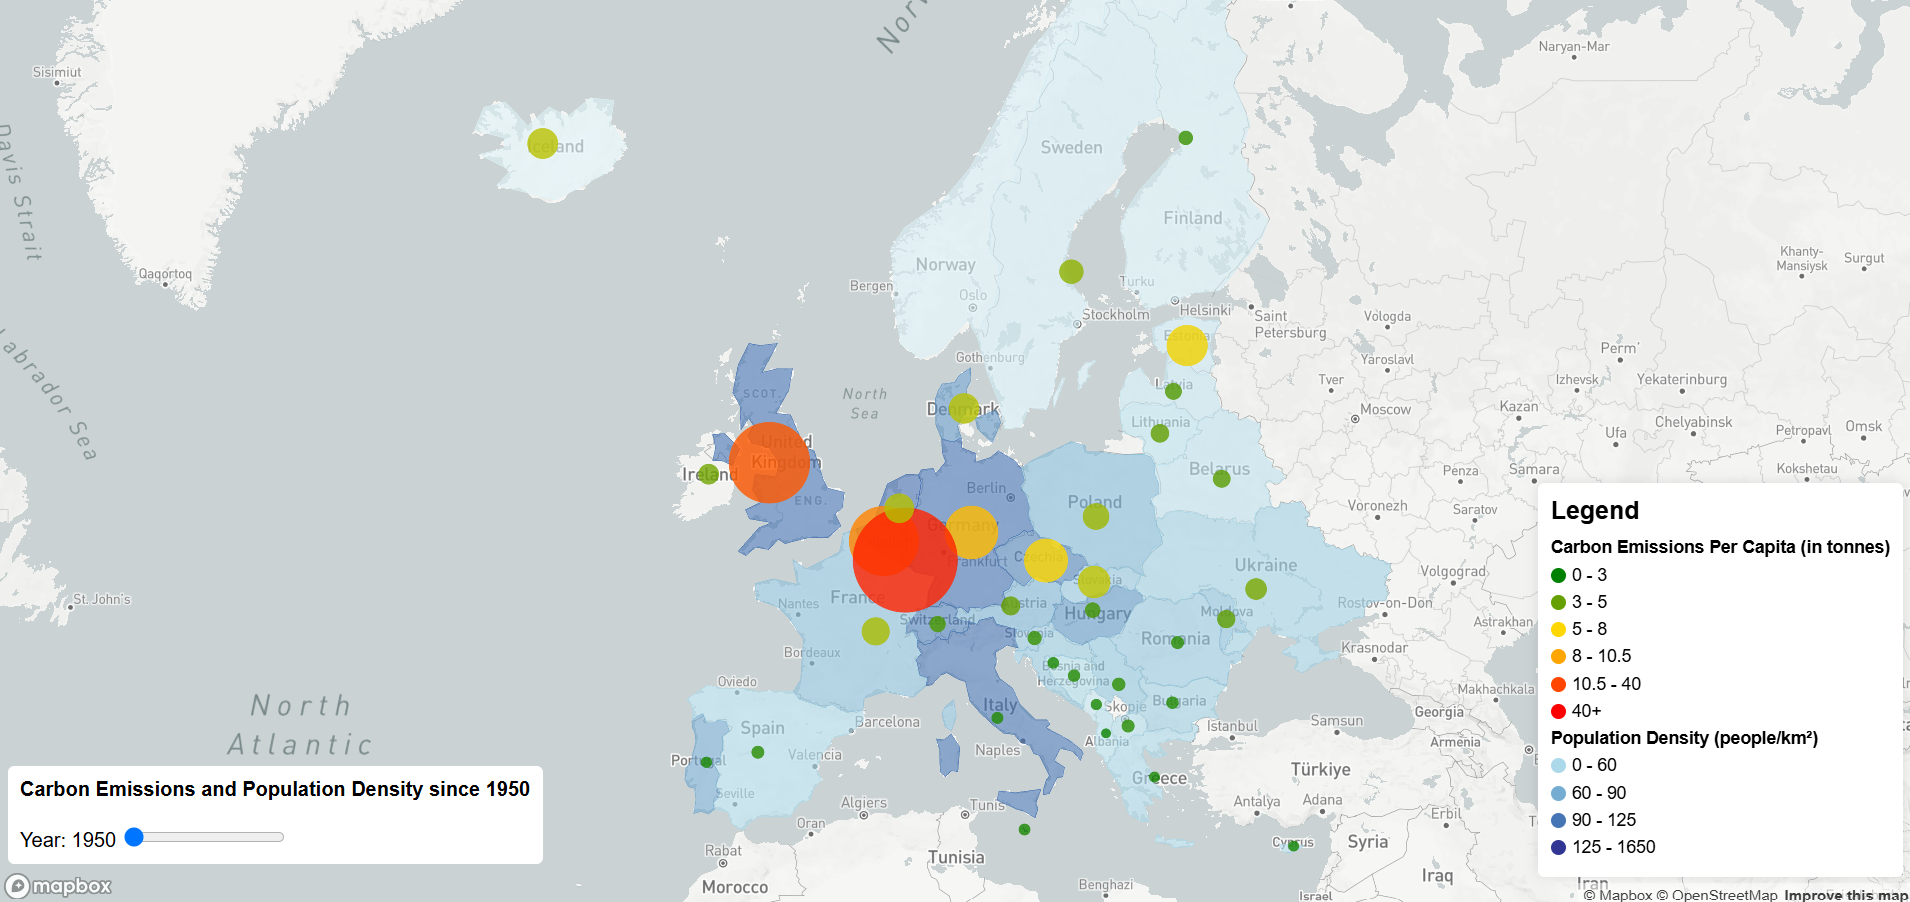 Norw
Naryan-Mar
Sisimiut
Davis Strait
Iceland
Sweden
Finland
Khanty-
Mansiysk
Surgut
Norway
Qaqortoq
Bergen
Turku
Oslo
Helsinki
Stockholm
Saint
Petersburg
Vologda
Estonia
Labrador Sea
Gothenburg
Yaroslavl
Perm'
Latvia
Tver
Izhevsk
Yekaterinburg
SCOT.
North
Sea
Denmark
Moscow
Kazan
Chelyabinsk
Lithuania
Ufa
Petropavl
Omsk
United
Kingdom
Ireland
Belarus
Penza
Samara
Kokshetau
ENG.
Berlin
Poland
Voronezh
Saratov
Germany
Frankfurt
Czechia
Slovakia
Ukraine
Volgograd
St. John's
Nantes
France
Austria
Hungary
Moldova
Rostov-on-Don
Switzerland
Slovenia
Romania
Astrakhan
Bordeaux
Bosnia and
Herzegovina
Krasnodar
Oviedo
Makhachkala
North
Atlantic
Italy
Skopje
Bulgaria
Georgia
Spain
Barcelona
Istanbul
Samsun
Armenia
Portugal
Valencia
Naples
Albania
Greece
Türkiye
Seville
Algiers
Tunis
Antalya
Adana
Oran
Erbil
Rabat
Cyprus
Syria
Tunisia
Morocco
Benghazi
Israel
Iraq
Iran
Legend
Carbon Emissions Per Capita (in tonnes)
0 - 3
3 - 5
5 - 8
8 - 10.5
10.5 - 40
40+
Population Density (people/km²)
0 - 60
60 - 90
90 - 125
125 - 1650
Carbon Emissions and Population Density since 1950
Year: 1950
mapbox
© Mapbox © OpenStreetMap Improve this map